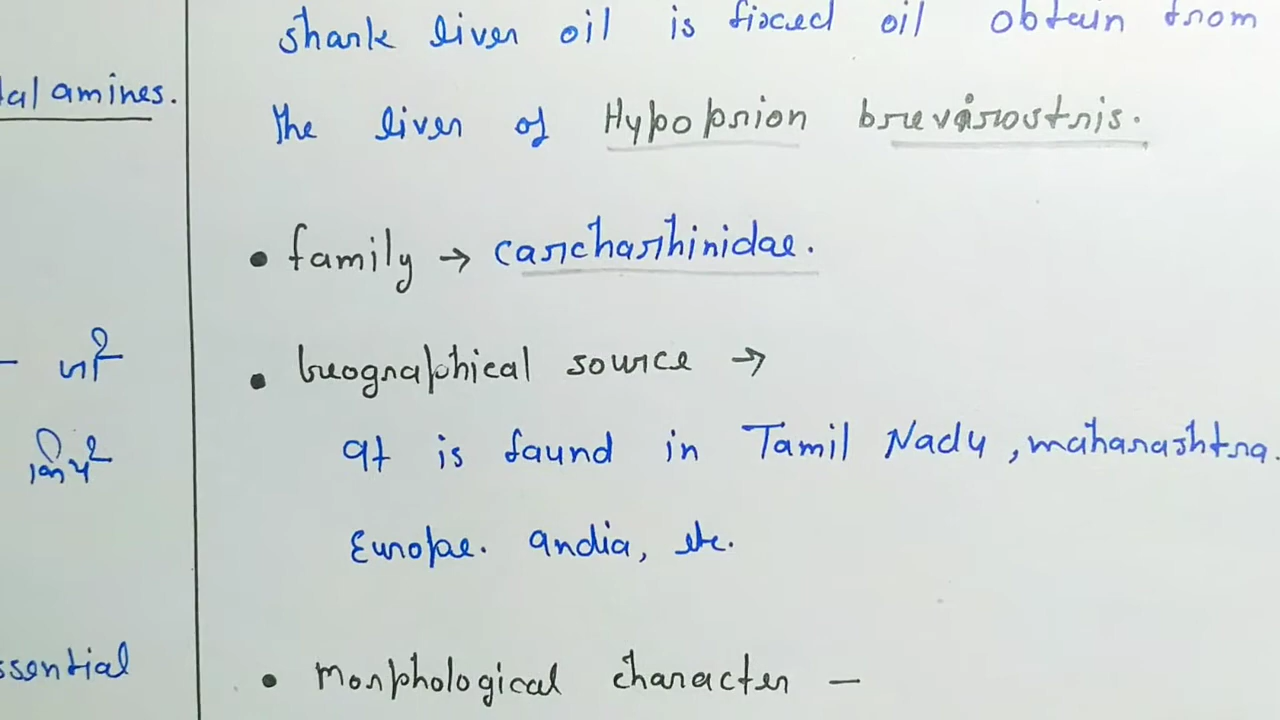 shark liver oil is fixed oil obtain from
tal amines.
the liver of Hypoprion brevirostris.
• family → carcharhinidae.
• Geographical source →
It is found in Tamil Nadu, maharashtra.
Europe. India, etc.
ssential
• Morphological character –